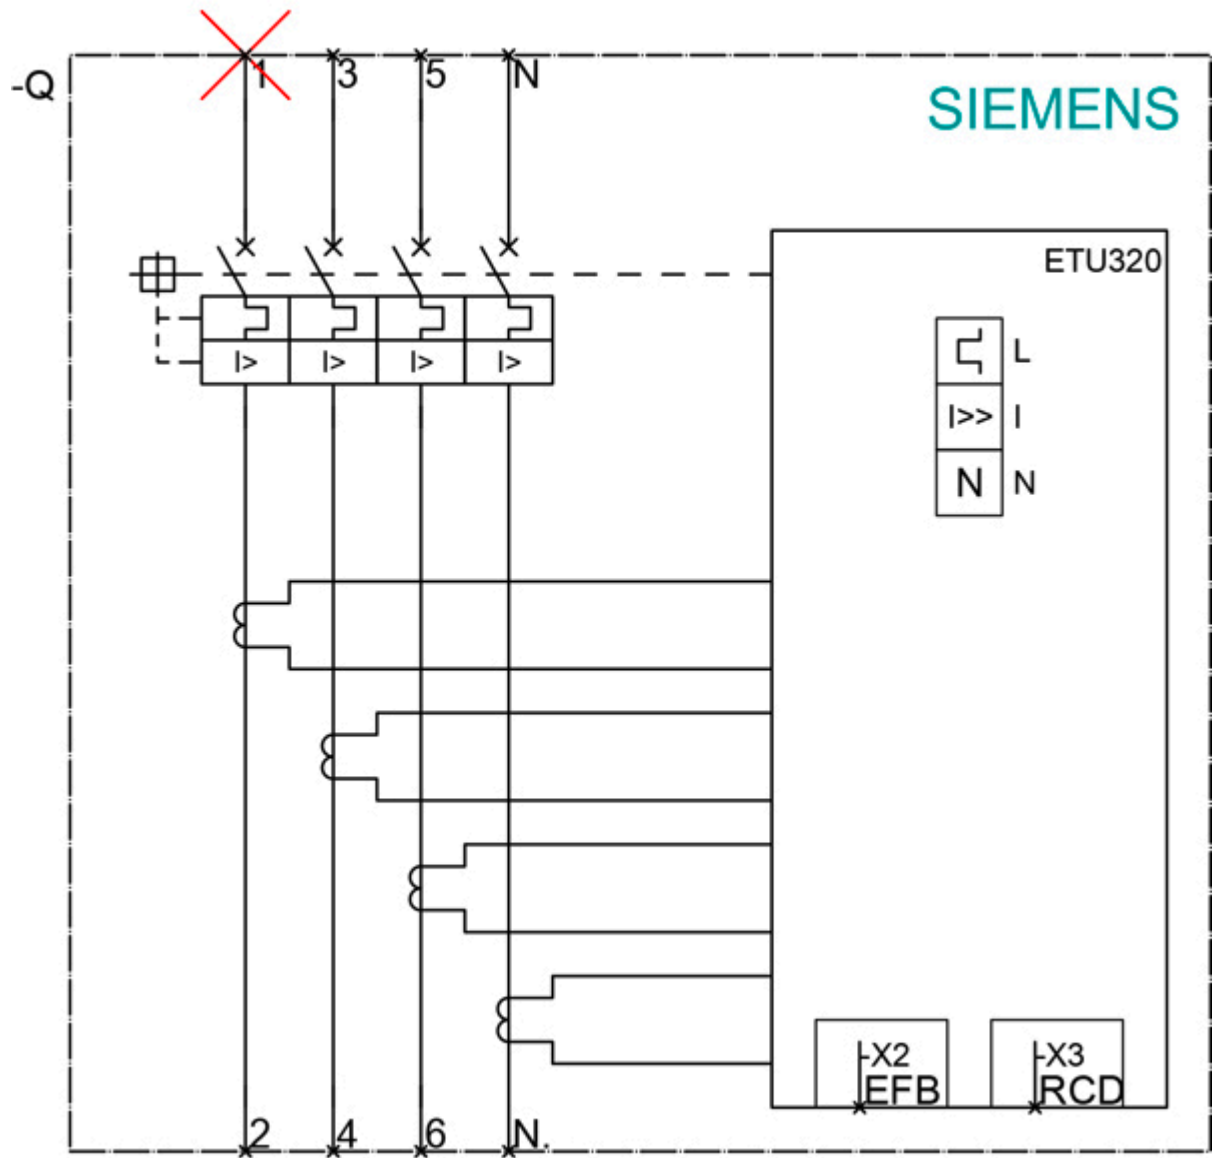 -Q
1 3 5 N
SIEMENS
ETU320
L
I> I> I> I>
I>> I
N N
-X2
EFB
-X3
RCD
2 4 6 N.